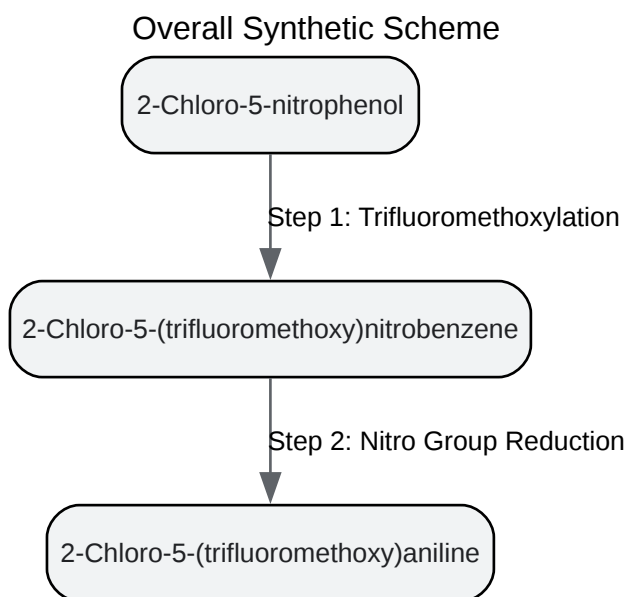 Overall Synthetic Scheme
2-Chloro-5-nitrophenol
Step 1: Trifluoromethoxylation
2-Chloro-5-(trifluoromethoxy)nitrobenzene
Step 2: Nitro Group Reduction
2-Chloro-5-(trifluoromethoxy)aniline